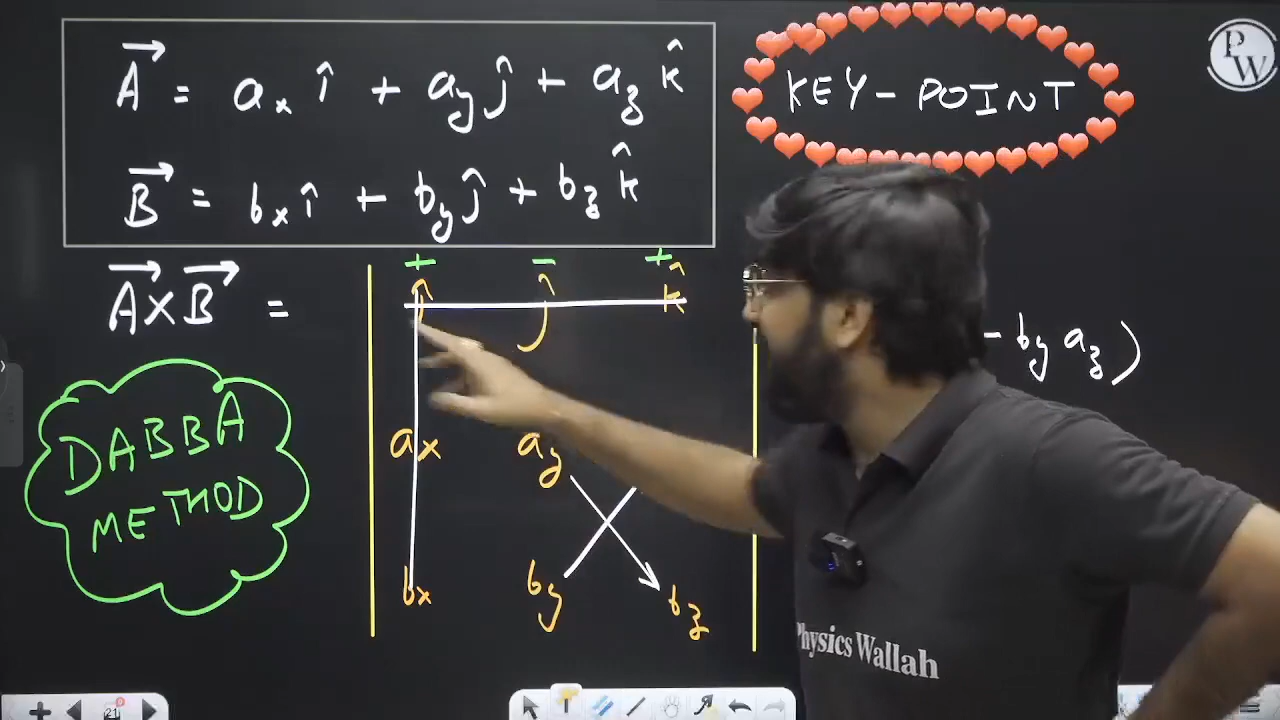 A = aₓ î + a_y ĵ + a_z k̂
KEY-POINT
PW
B = bₓ î + b_y ĵ + b_z k̂
+ - +
A×B = î ĵ k̂
- b_y a_z)
DABBA
METHOD
aₓ a_y
bₓ b_y b_z
Physics Wallah
21